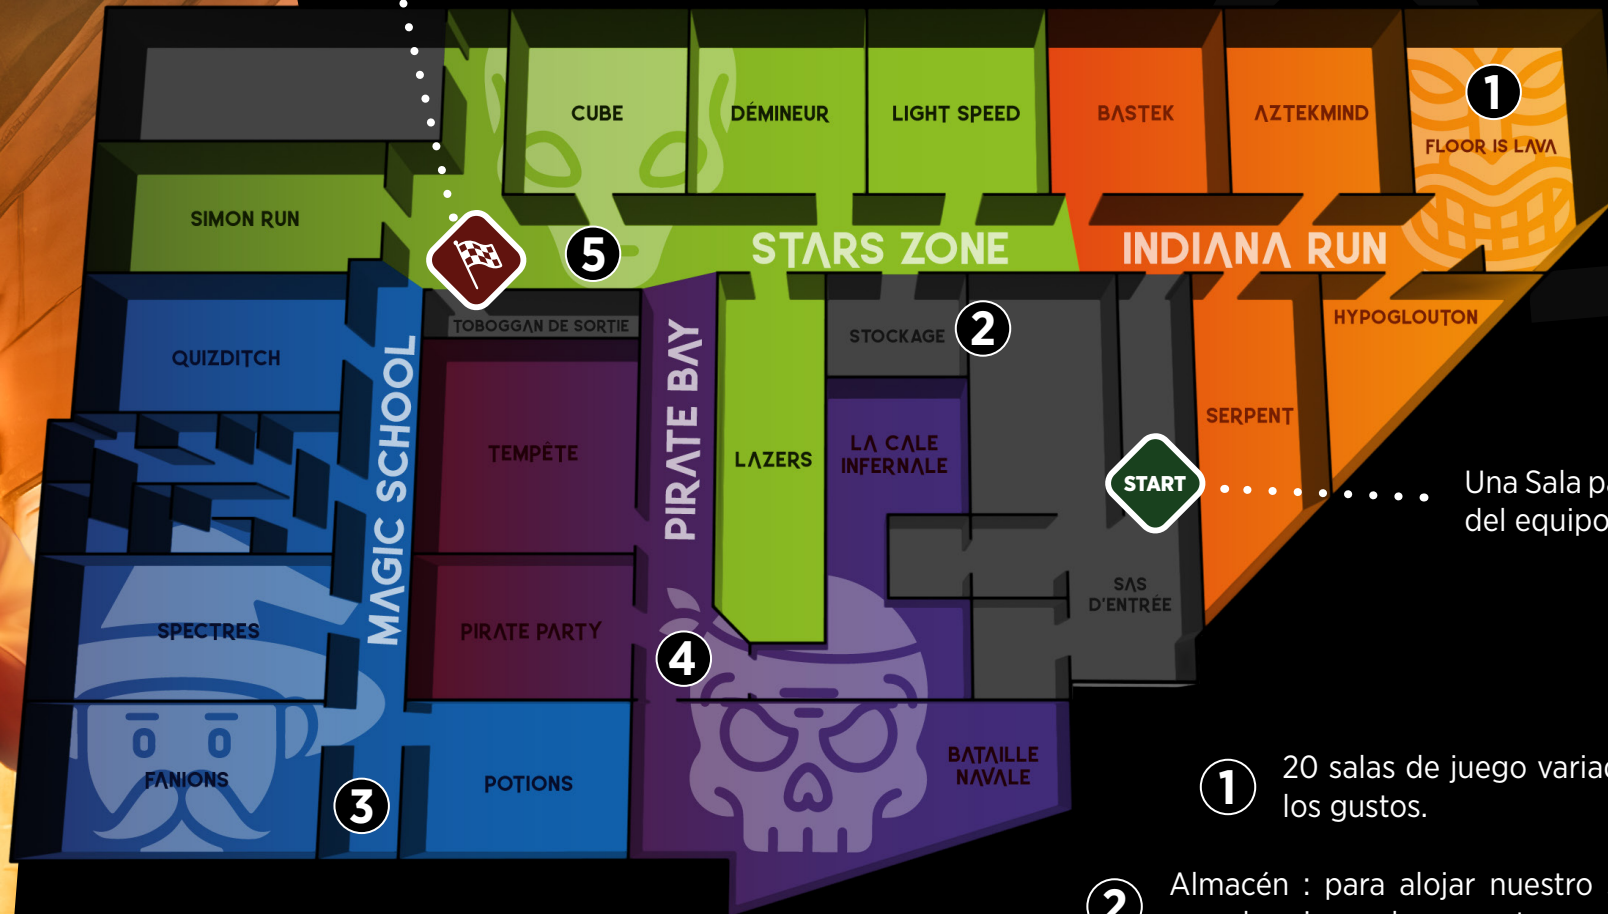 CUBE
DÉMINEUR
LIGHT SPEED
BASTEK
AZTEKMIND
1
FLOOR IS LAVA
SIMON RUN
5
STARS ZONE
INDIANA RUN
TOBOGGAN DE SORTIE
STOCKAGE
2
HYPOGLOUTON
QUIZDITCH
MAGIC SCHOOL
PIRATE BAY
TEMPÊTE
LAZERS
LA CALE
INFERNALE
SERPENT
START
Una Sala pa
del equipo
SAS
D'ENTRÉE
SPECTRES
PIRATE PARTY
4
FANIONS
3
POTIONS
BATAILLE
NAVALE
1
20 salas de juego variad
los gustos.
2
Almacén : para alojar nuestro